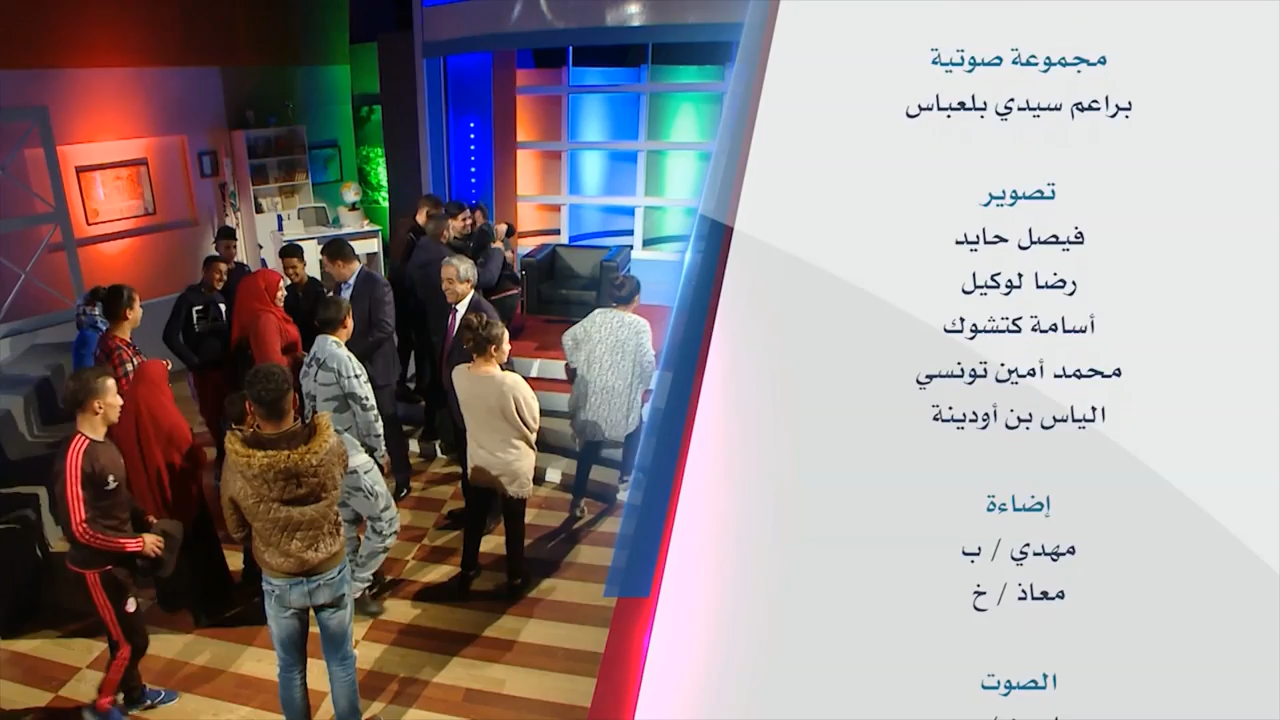 مجموعة صوتية
براعم سيدي بلعباس
تصوير
فيصل حايد
رضا لوكيل
أسامة كتشوك
محمد أمين تونسي
الياس بن أودينة
إضاءة
مهدي / ب
معاذ / خ
الصوت